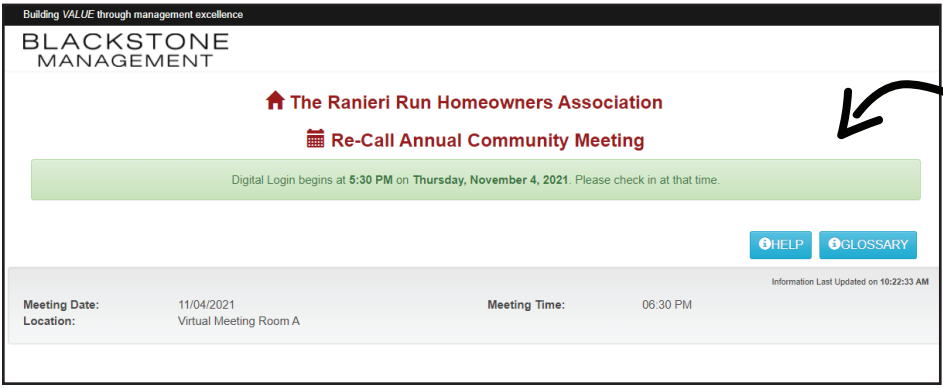 Building VALUE through management excellence
BLACKSTONE
MANAGEMENT
The Ranieri Run Homeowners Association
Re-Call Annual Community Meeting
Digital Login begins at 5:30 PM on Thursday, November 4, 2021. Please check in at that time.
HELP GLOSSARY
Information Last Updated on 10:22:33 AM
Meeting Date: 11/04/2021 Meeting Time: 06:30 PM
Location: Virtual Meeting Room A